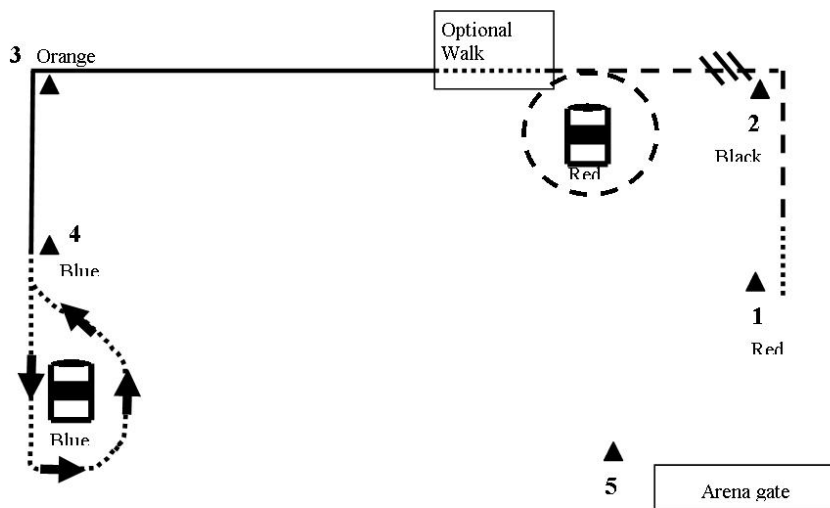 3 Orange
Optional
Walk
2
Black
Red
4
Blue
1
Red
Blue
5
Arena gate